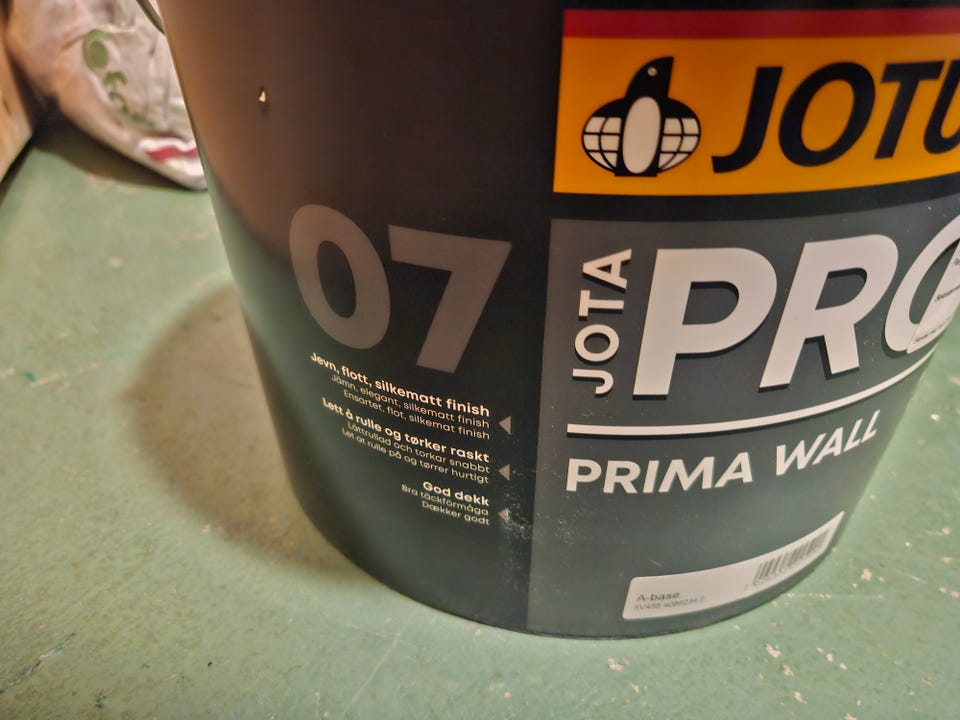 JOTU
07
JOTA
PRO
PRIMA WALL
Jevn, flott, silkematt finish
Jämn, elegant, silkematt finish
Ensartet, flot, silkemat finish
Lett å rulle og tørker raskt
Lättrullad och torkar snabbt
Let at rulle på og tørrer hurtigt
God dekk
Bra täckförmåga
Dækker godt
A-base